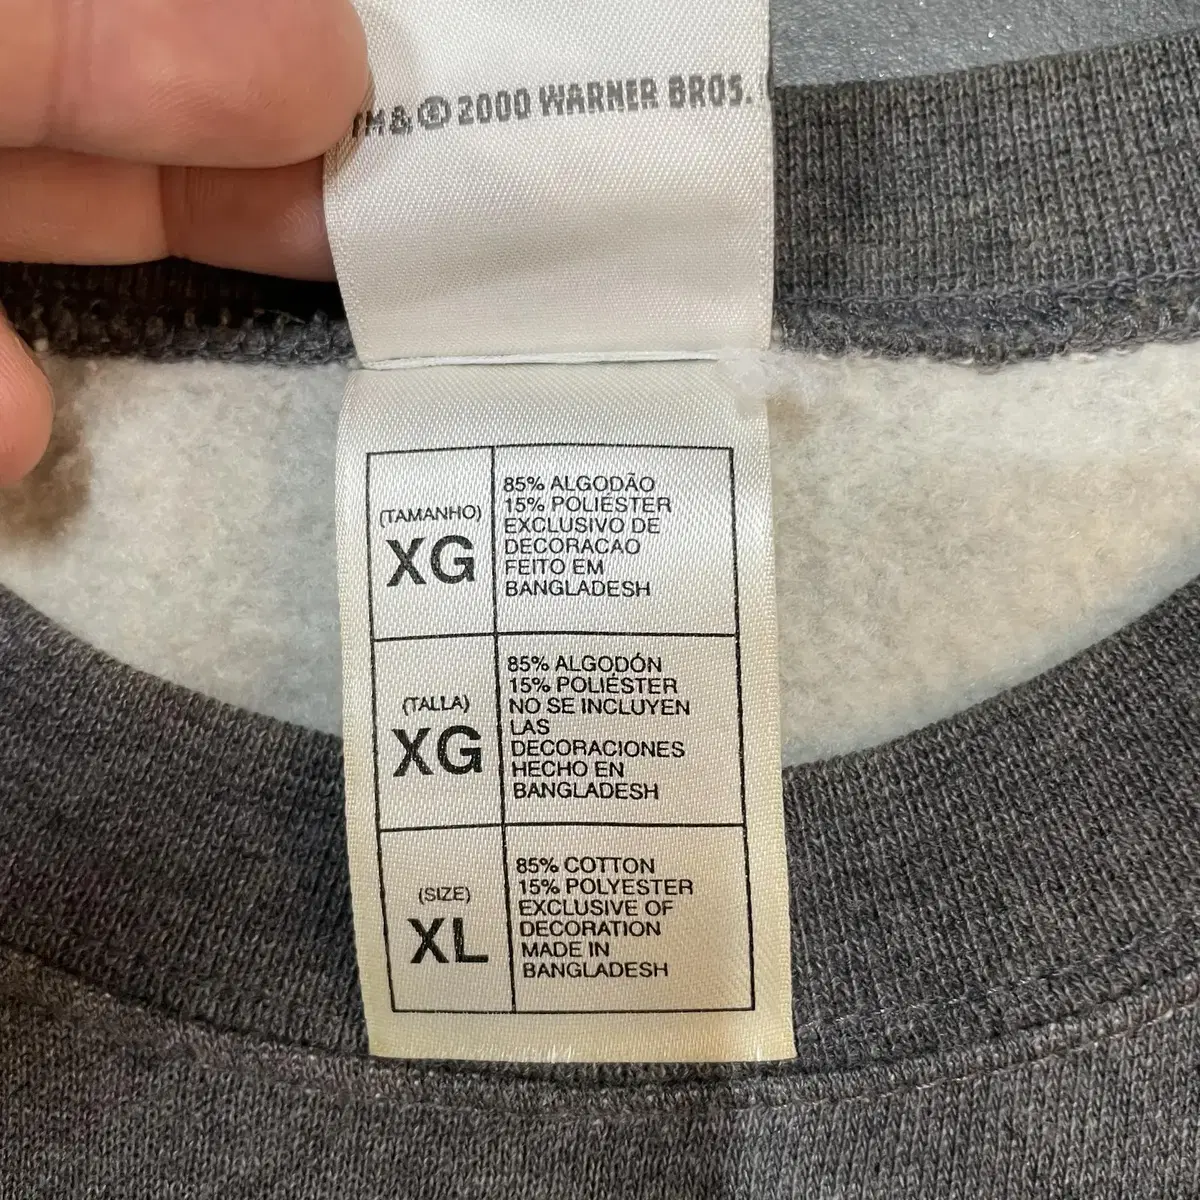 TM & © 2000 WARNER BROS.
(TAMANHO)
XG
85% ALGODÃO
15% POLIÉSTER
EXCLUSIVO DE
DECORACAO
FEITO EM
BANGLADESH
(TALLA)
XG
85% ALGODÓN
15% POLIÉSTER
NO SE INCLUYEN
LAS
DECORACIONES
HECHO EN
BANGLADESH
(SIZE)
XL
85% COTTON
15% POLYESTER
EXCLUSIVE OF
DECORATION
MADE IN
BANGLADESH